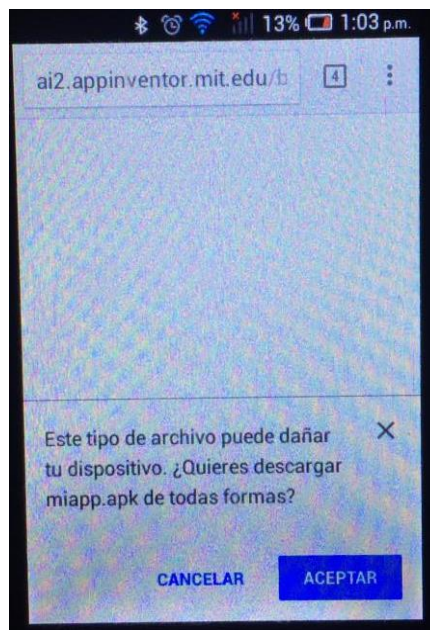 13% 1:03 p.m.
ai2.appinventor.mit.edu/b
4
Este tipo de archivo puede dañar
tu dispositivo. ¿Quieres descargar
miapp.apk de todas formas?
CANCELAR
ACEPTAR